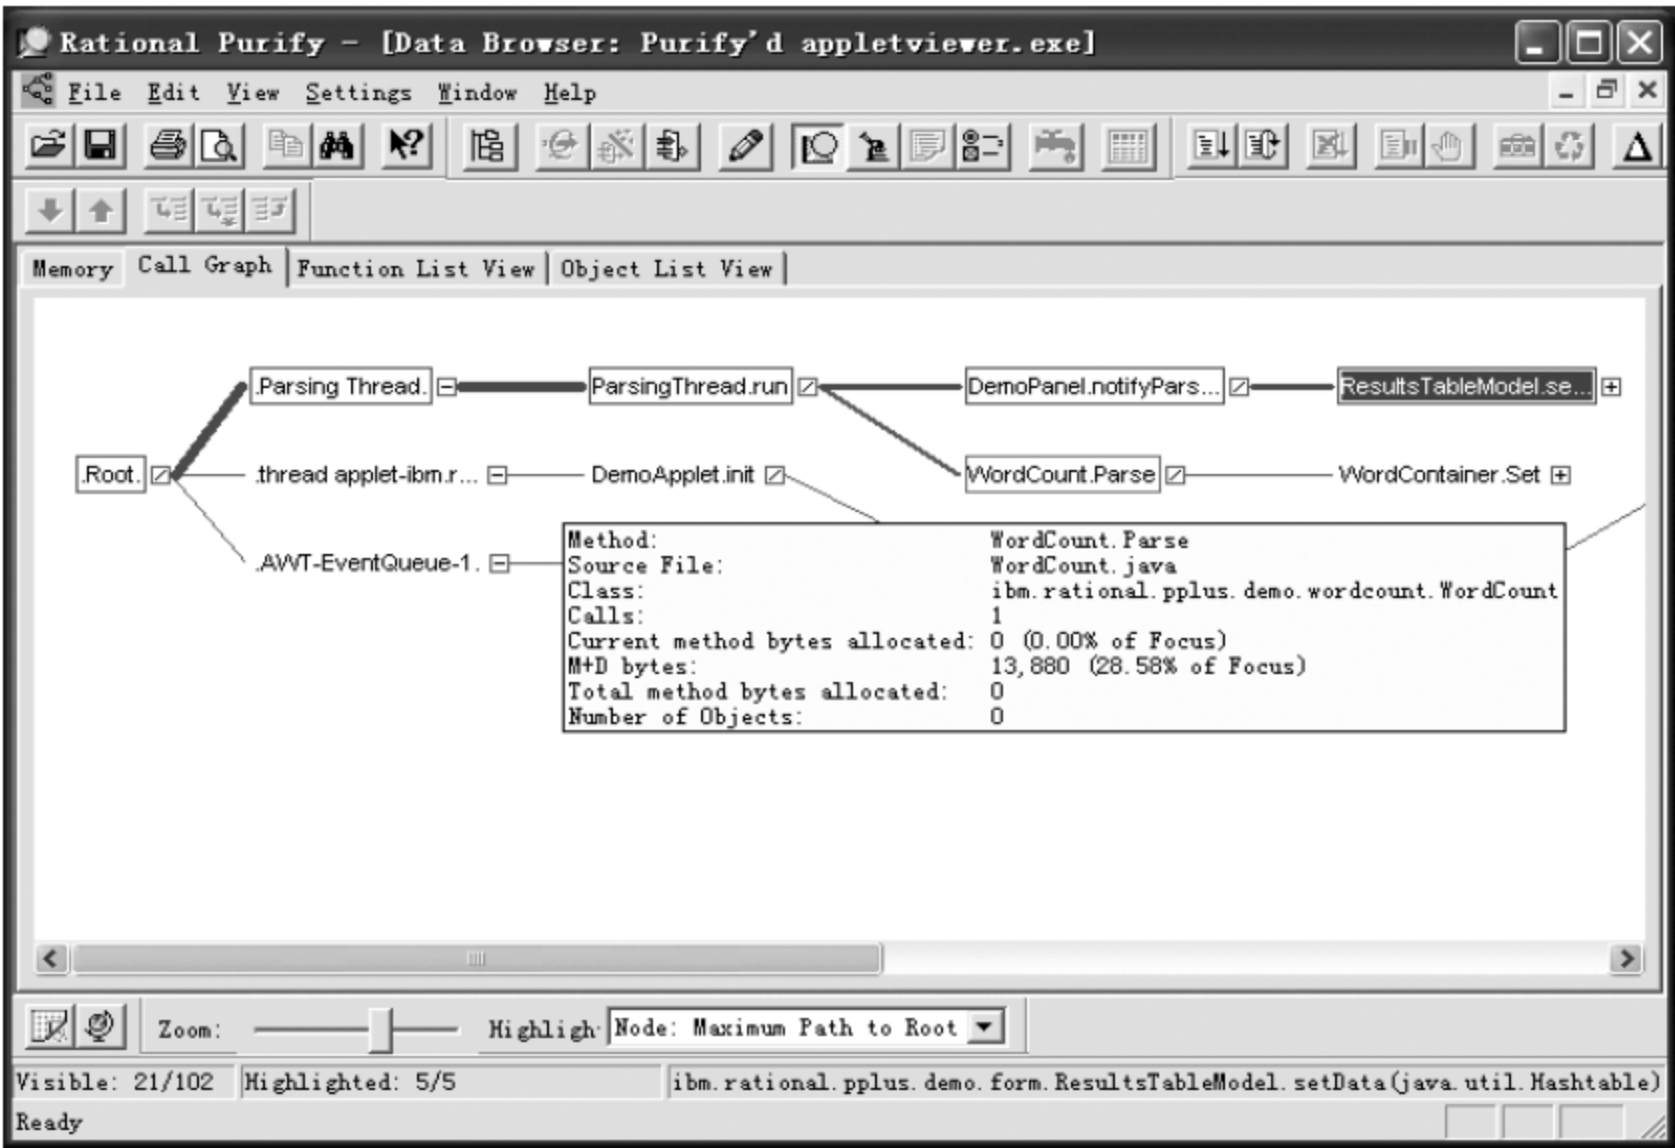 Rational Purify - [Data Browser: Purify'd appletviewer.exe]
File Edit View Settings Window Help
Memory Call Graph Function List View Object List View
.Parsing Thread. ParsingThread.run DemoPanel.notifyPars... ResultsTableModel.se...
.Root. .thread applet-ibm.r... DemoApplet.init WordCount.Parse WordContainer.Set
.AWT-EventQueue-1.
Method: WordCount.Parse
Source File: WordCount.java
Class: ibm.rational.pplus.demo.wordcount.WordCount
Calls: 1
Current method bytes allocated: 0 (0.00% of Focus)
M+D bytes: 13,880 (28.58% of Focus)
Total method bytes allocated: 0
Number of Objects: 0
Zoom: Highligh Node: Maximum Path to Root
Visible: 21/102 Highlighted: 5/5 ibm.rational.pplus.demo.form.ResultsTableModel.setData(java.util.Hashtable)
Ready